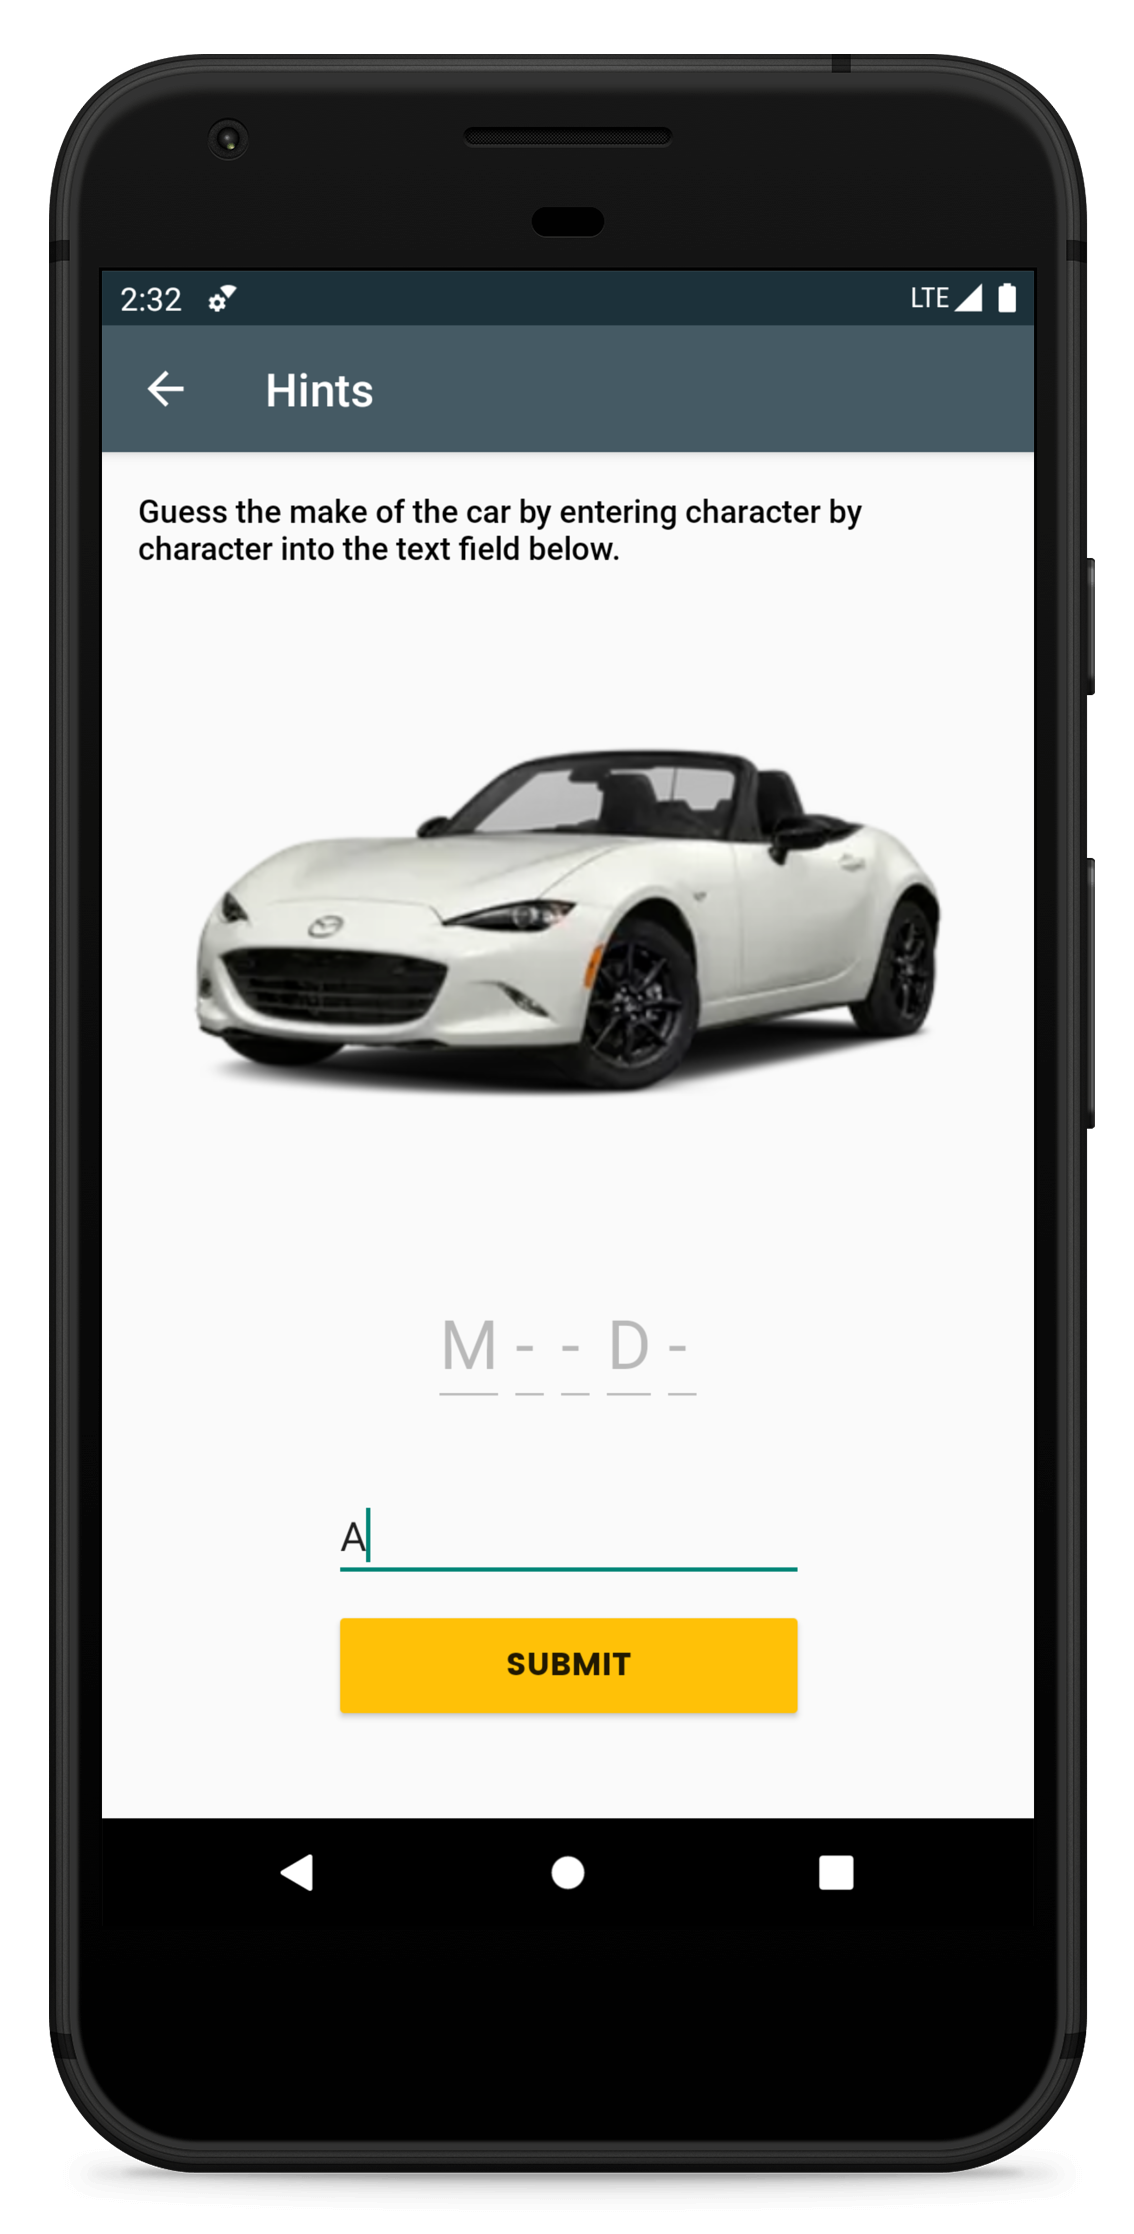 2:32 LTE
Hints
Guess the make of the car by entering character by
character into the text field below.
M - - D -
A
SUBMIT